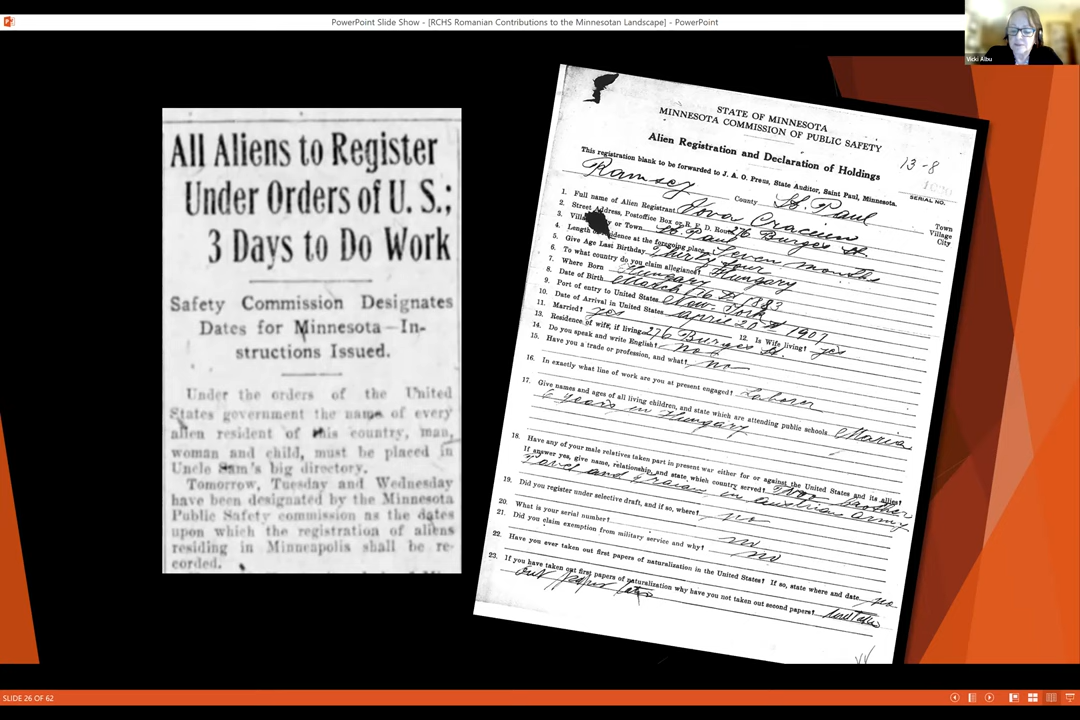 PowerPoint Slide Show - [RCHS Romanian Contributions to the Minnesotan Landscape] - PowerPoint
Vicki Albu
All Aliens to Register
Under Orders of U. S.;
3 Days to Do Work
Safety Commission Designates
Dates for Minnesota—In-
structions Issued.
Under the orders of the United
States government the name of every
alien resident of this country, man,
woman and child, must be placed in
Uncle Sam's big directory.
Tomorrow, Tuesday and Wednesday
have been designated by the Minnesota
Public Safety commission as the dates
upon which the registration of aliens
residing in Minneapolis shall be re-
corded.
STATE OF MINNESOTA
MINNESOTA COMMISSION OF PUBLIC SAFETY
Alien Registration and Declaration of Holdings
13-8
This registration blank to be forwarded to J. A. O. Preus, State Auditor, Saint Paul, Minnesota.
SERIAL NO.
Ramsey County St. Paul Town
Village
City
1. Full name of Alien Registrant Jova Craciun
2. Street Address, Postoffice Box or R. F. D. Route 276 Burges St.
3. or Town St. Paul
4. Length of residence at the foregoing place Seven months
5. Give Age Last Birthday Thirty four
6. To what country do you claim allegiance? Hungary
7. Where Born Hungary
8. Date of Birth March 26th 1883
9. Port of entry to United States New-York
10. Date of Arrival in United States April 20th 1907
11. Married? yes 12. Is Wife living? yes
13. Residence of wife, if living 276 Burges St.
14. Do you speak and write English? No
15. Have you a trade or profession, and what? no
16. In exactly what line of work are you at present engaged? Laborer
17. Give names and ages of all living children, and state which are attending public schools Maria
6 years in Hungary
18. Have any of your male relatives taken part in present war either for or against the United States and its allies?
If answer yes, give name, relationship, and state, which country served? brother
and Traian in Austrian Army
19. Did you register under selective draft, and if so, where? no
20. What is your serial number? no
21. Did you claim exemption from military service and why? no
22. Have you ever taken out first papers of naturalization in the United States? If so, state where and date
23. If you have taken out first papers of naturalization why have you not taken out second papers?
out
SLIDE 26 OF 62